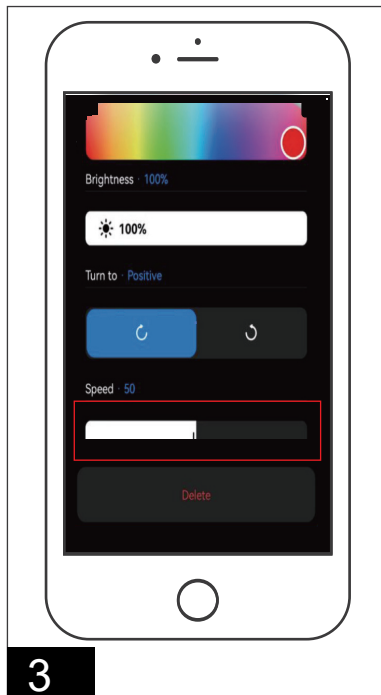 Brightness · 100%
100%
Turn to · Positive
Speed · 50
Delete
3